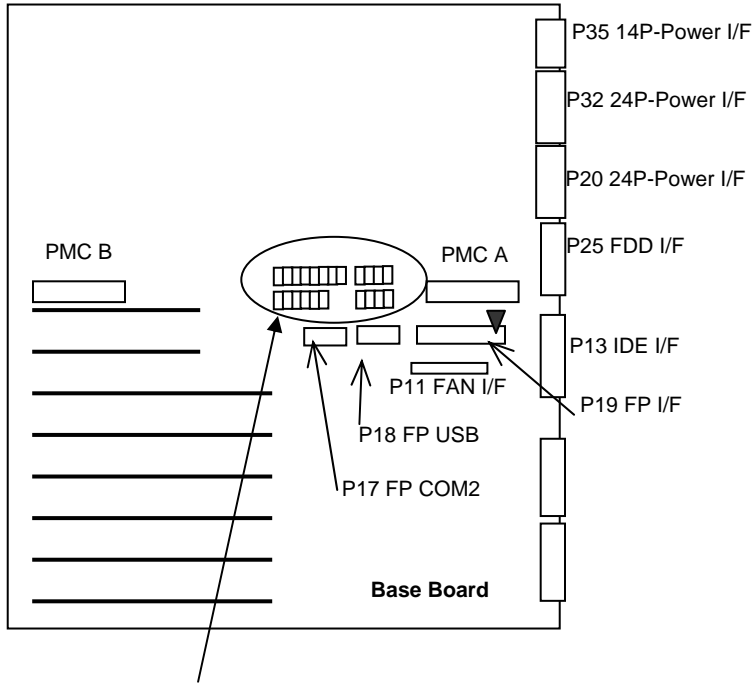 P35 14P-Power I/F
P32 24P-Power I/F
P20 24P-Power I/F
P25 FDD I/F
PMC B
PMC A
P13 IDE I/F
P11 FAN I/F
P19 FP I/F
P18 FP USB
P17 FP COM2
Base Board